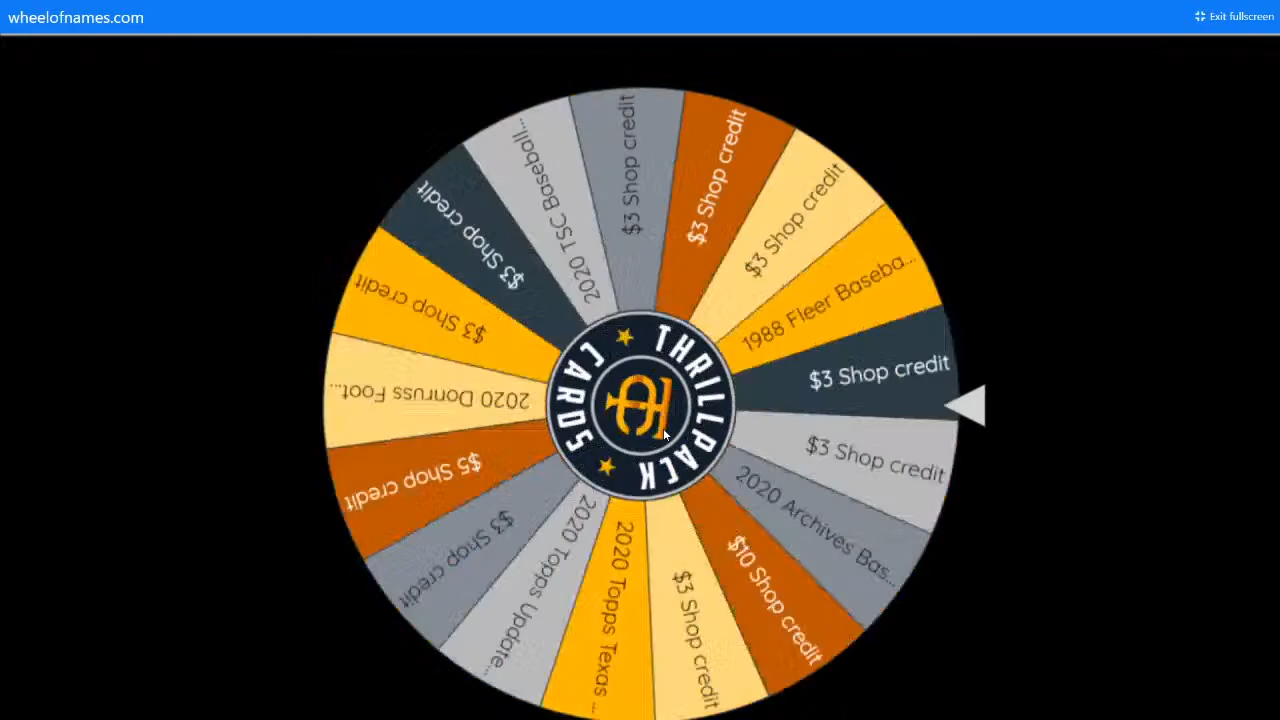 wheelofnames.com
Exit fullscreen
$3 Shop credit
$3 Shop credit
$3 Shop credit
1988 Fleer Baseba...
$3 Shop credit
$3 Shop credit
2020 Archives Bas...
$10 Shop credit
$3 Shop credit
2020 Topps Texas ...
2020 Topps Update...
$3 Shop credit
$5 Shop credit
2020 Donruss Foot...
$3 Shop credit
$3 Shop credit
2020 TSC Baseball...
THRILLPACK
CARDS